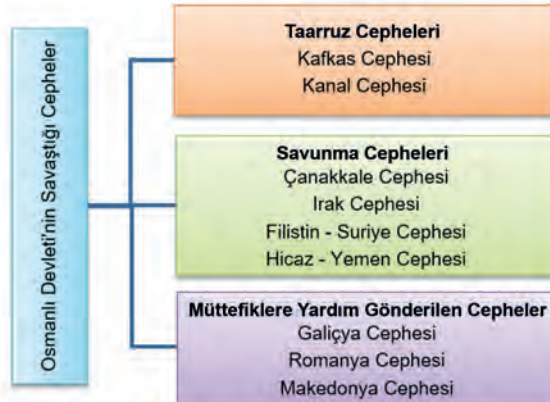 Osmanlı Devleti'nin Savaştığı Cepheler
Taarruz Cepheleri
Kafkas Cephesi
Kanal Cephesi
Savunma Cepheleri
Çanakkale Cephesi
Irak Cephesi
Filistin - Suriye Cephesi
Hicaz - Yemen Cephesi
Müttefiklere Yardım Gönderilen Cepheler
Galiçya Cephesi
Romanya Cephesi
Makedonya Cephesi